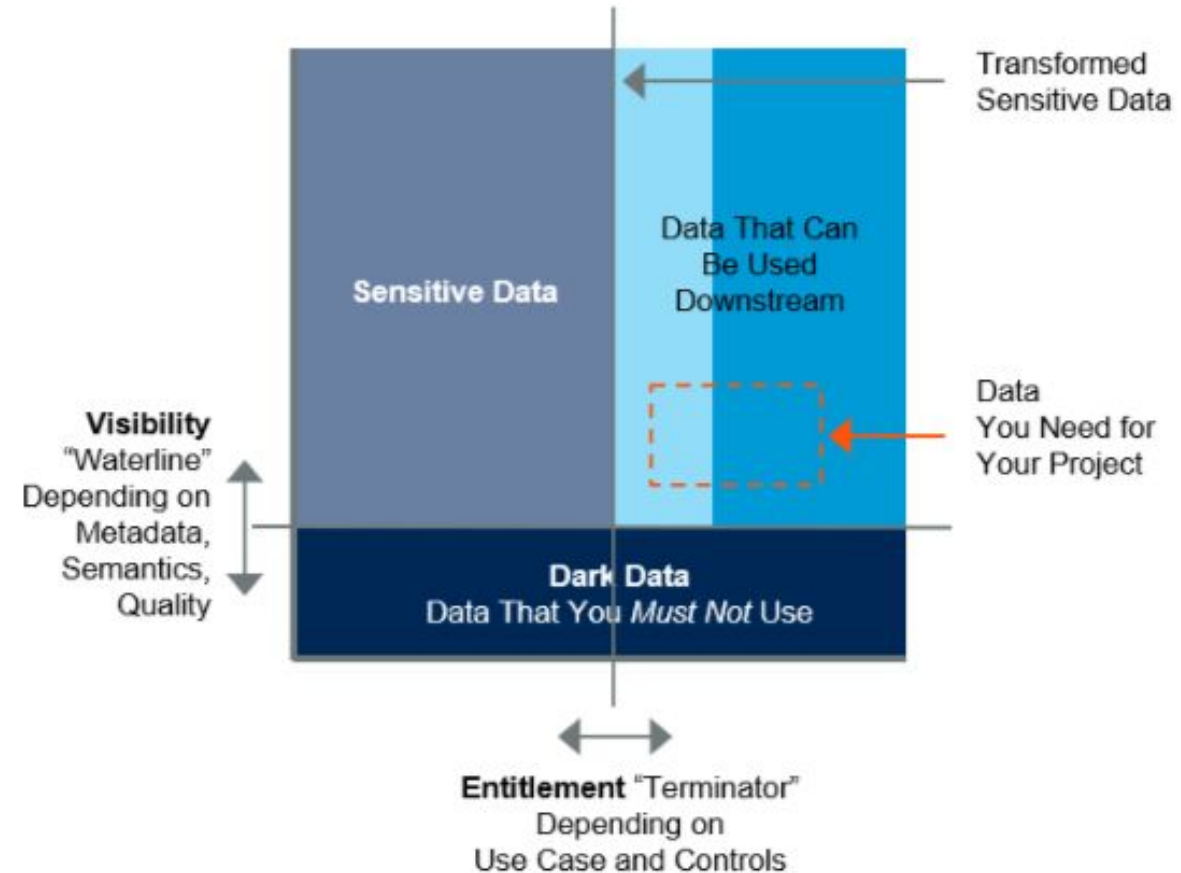 Transformed
Sensitive Data
Data That Can
Be Used
Downstream
Sensitive Data
Data
You Need for
Your Project
Visibility
“Waterline”
Depending on
Metadata,
Semantics,
Quality
Dark Data
Data That You Must Not Use
Entitlement “Terminator”
Depending on
Use Case and Controls